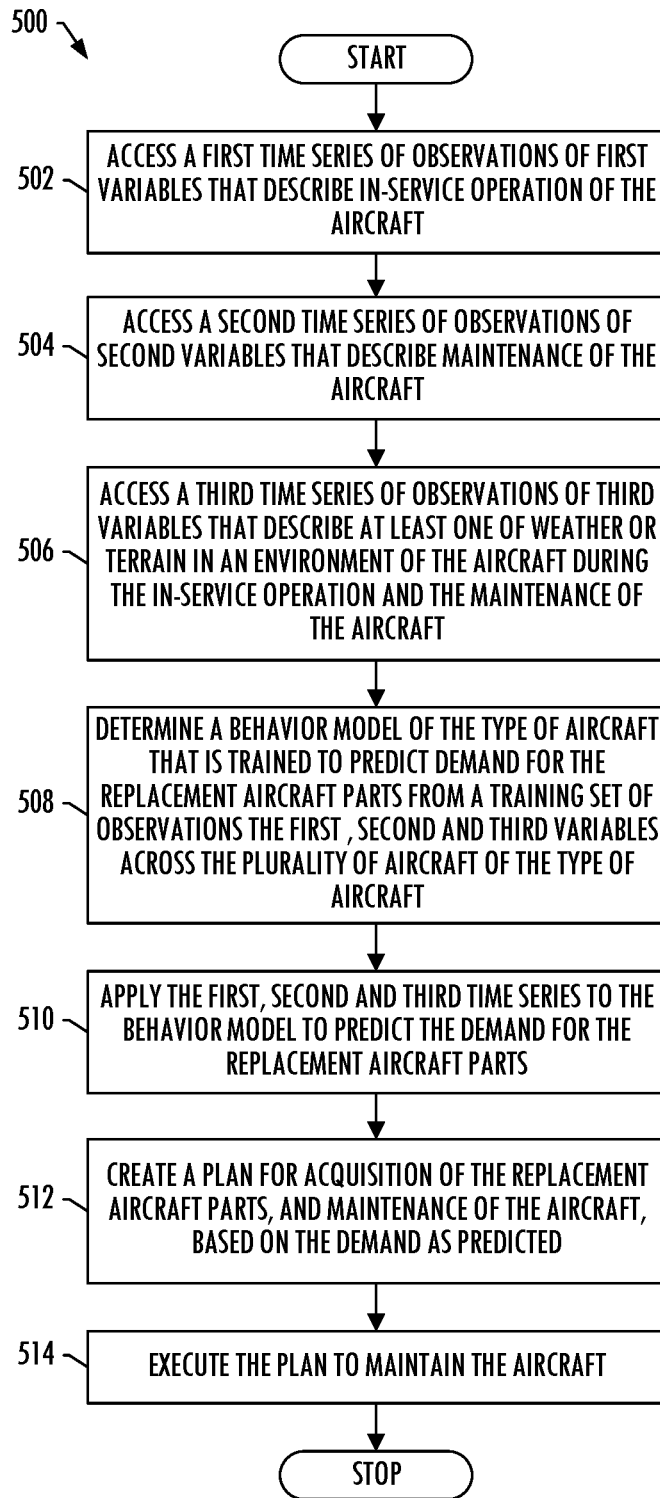 500
START
502
ACCESS A FIRST TIME SERIES OF OBSERVATIONS OF FIRST
VARIABLES THAT DESCRIBE IN-SERVICE OPERATION OF THE
AIRCRAFT
504
ACCESS A SECOND TIME SERIES OF OBSERVATIONS OF
SECOND VARIABLES THAT DESCRIBE MAINTENANCE OF THE
AIRCRAFT
506
ACCESS A THIRD TIME SERIES OF OBSERVATIONS OF THIRD
VARIABLES THAT DESCRIBE AT LEAST ONE OF WEATHER OR
TERRAIN IN AN ENVIRONMENT OF THE AIRCRAFT DURING
THE IN-SERVICE OPERATION AND THE MAINTENANCE OF
THE AIRCRAFT
508
DETERMINE A BEHAVIOR MODEL OF THE TYPE OF AIRCRAFT
THAT IS TRAINED TO PREDICT DEMAND FOR THE
REPLACEMENT AIRCRAFT PARTS FROM A TRAINING SET OF
OBSERVATIONS THE FIRST , SECOND AND THIRD VARIABLES
ACROSS THE PLURALITY OF AIRCRAFT OF THE TYPE OF
AIRCRAFT
510
APPLY THE FIRST, SECOND AND THIRD TIME SERIES TO THE
BEHAVIOR MODEL TO PREDICT THE DEMAND FOR THE
REPLACEMENT AIRCRAFT PARTS
512
CREATE A PLAN FOR ACQUISITION OF THE REPLACEMENT
AIRCRAFT PARTS, AND MAINTENANCE OF THE AIRCRAFT,
BASED ON THE DEMAND AS PREDICTED
514
EXECUTE THE PLAN TO MAINTAIN THE AIRCRAFT
STOP